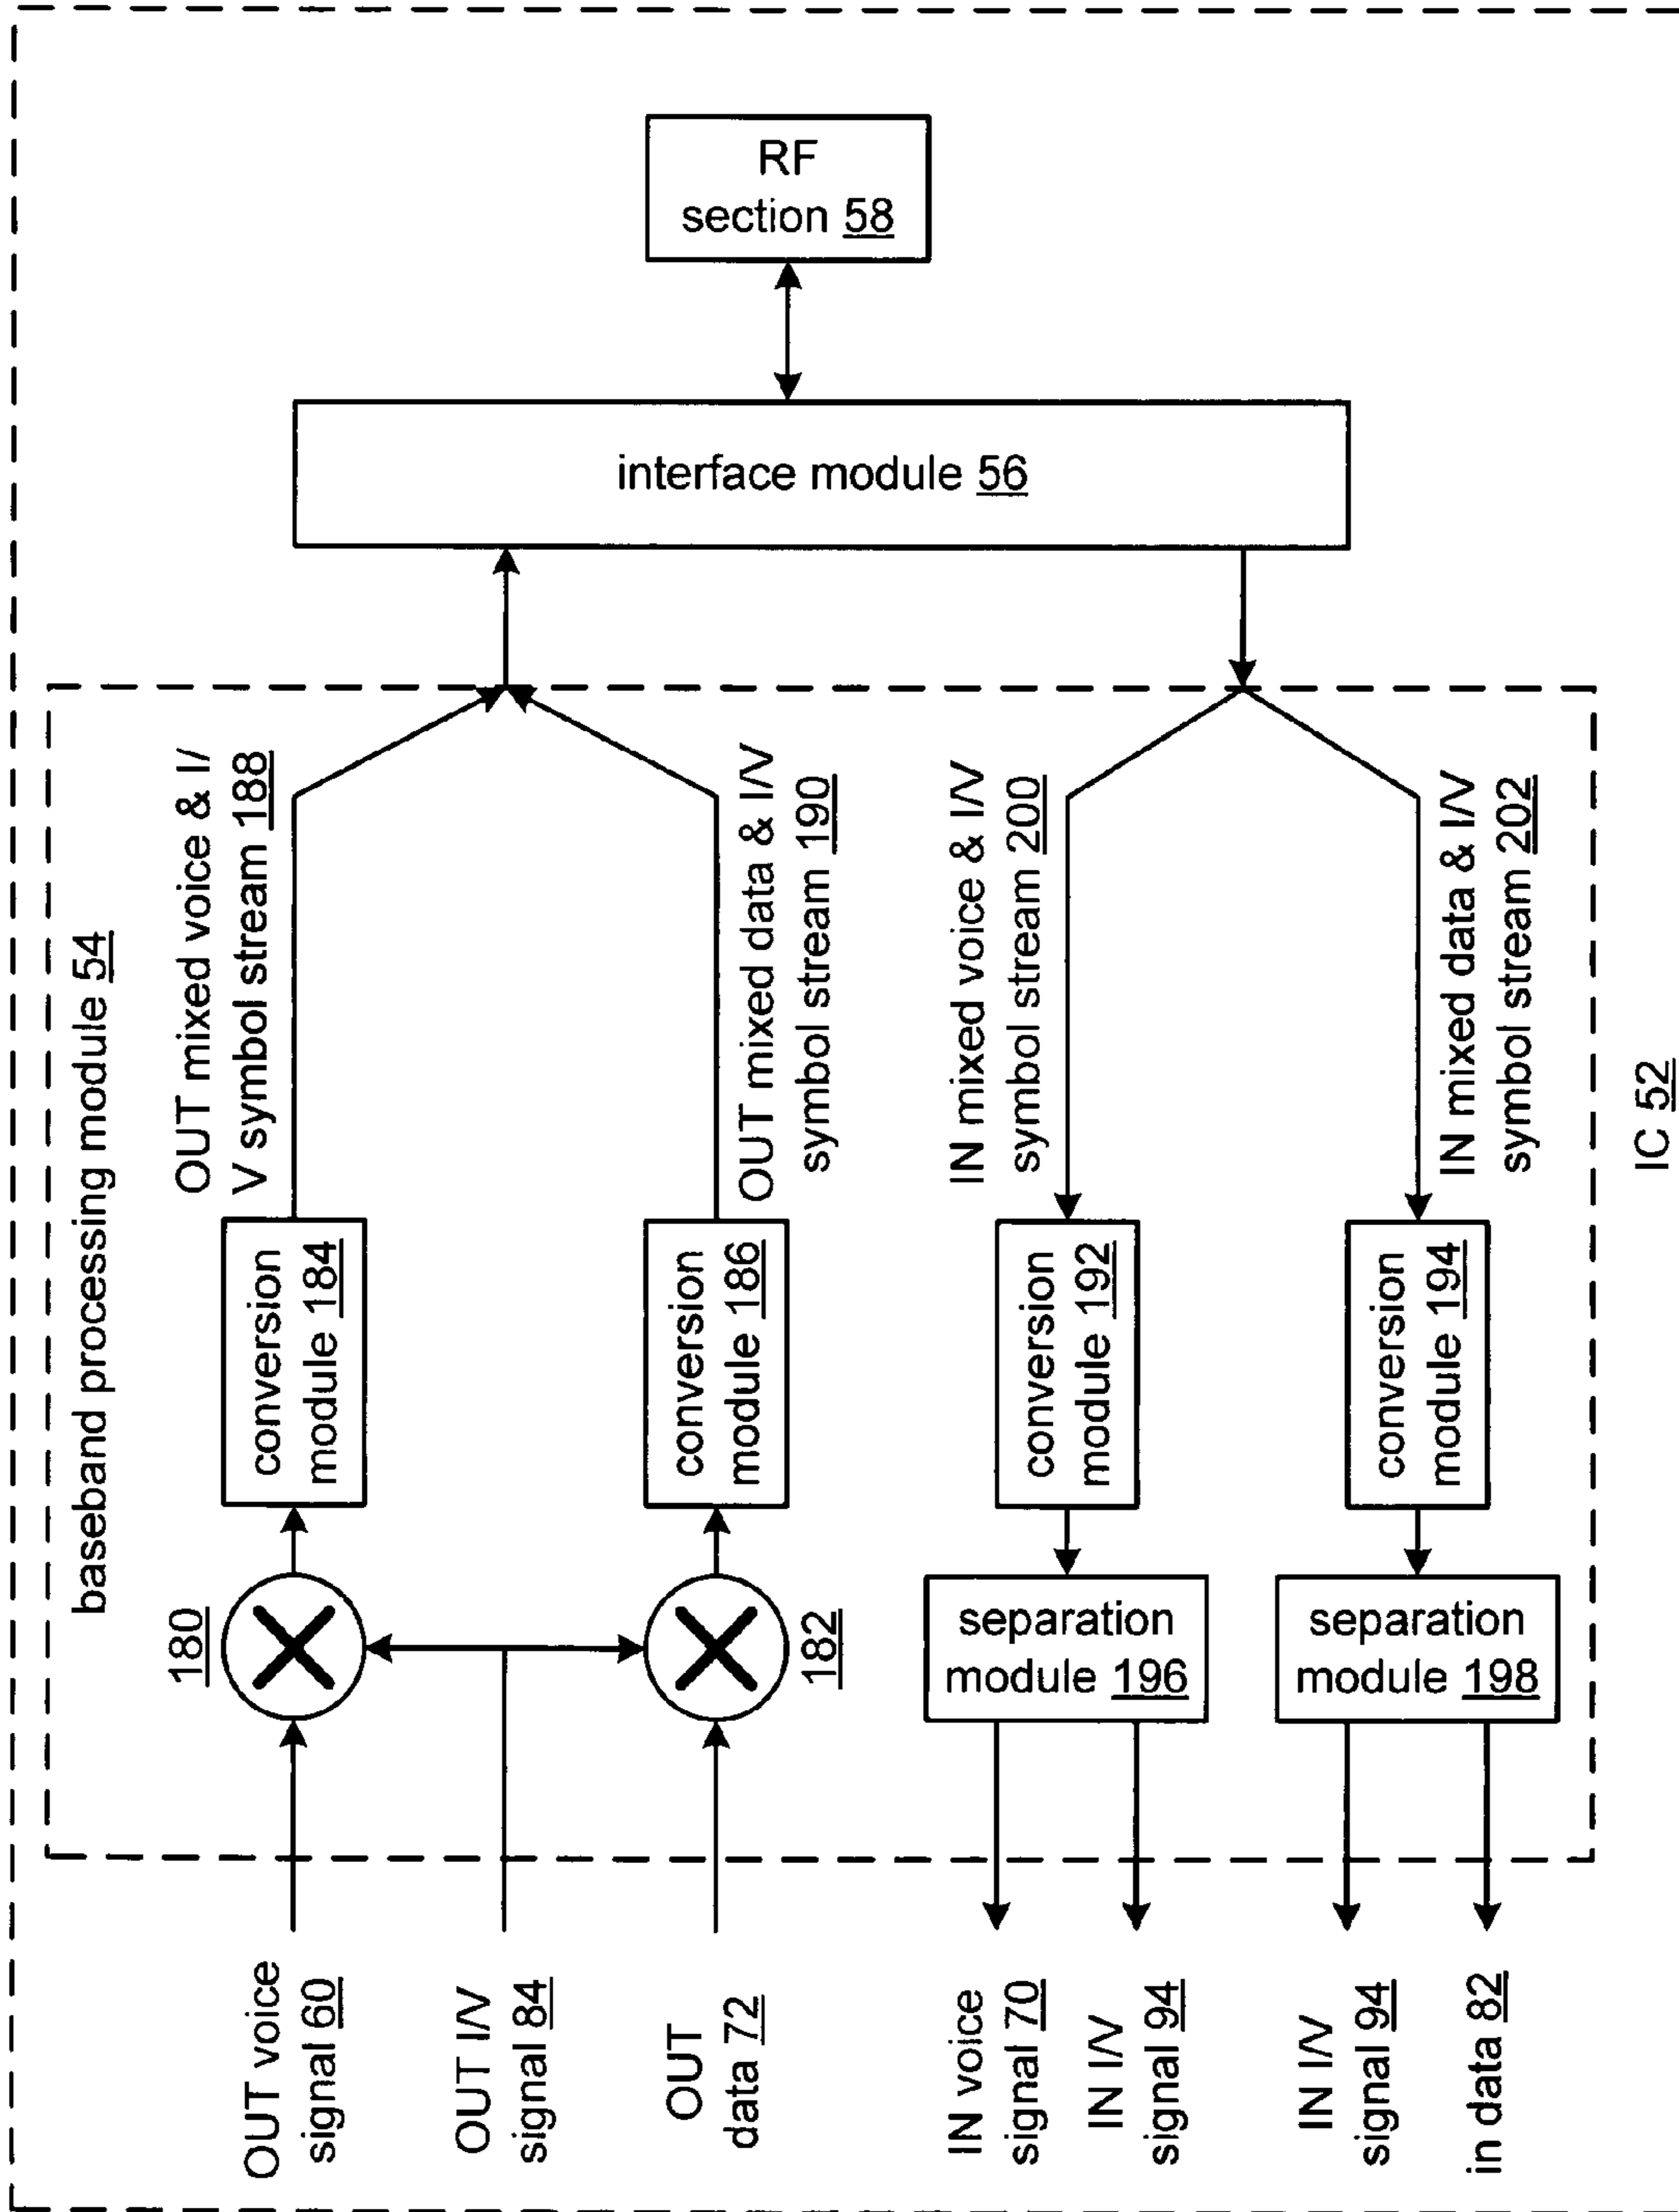 baseband processing module 54
OUT voice
signal 60
OUT I/V
signal 84
OUT
data 72
180
182
conversion
module 184
conversion
module 186
OUT mixed voice & I/
V symbol stream 188
OUT mixed data & I/V
symbol stream 190
interface module 56
RF
section 58
IN voice
signal 70
IN I/V
signal 94
IN I/V
signal 94
in data 82
separation
module 196
separation
module 198
conversion
module 192
conversion
module 194
IN mixed voice & I/V
symbol stream 200
IN mixed data & I/V
symbol stream 202
IC 52